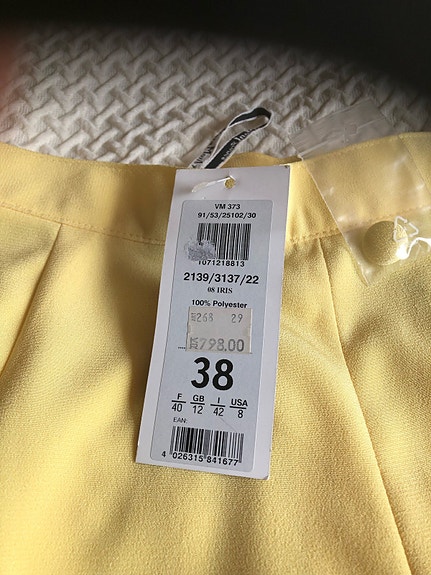 VM 373
91/53/25102/30
1071218813
2139/3137/22
08 IRIS
100% Polyester
268 29
798.00
38
F GB I USA
40 12 42 8
EAN:
4 026315 841677